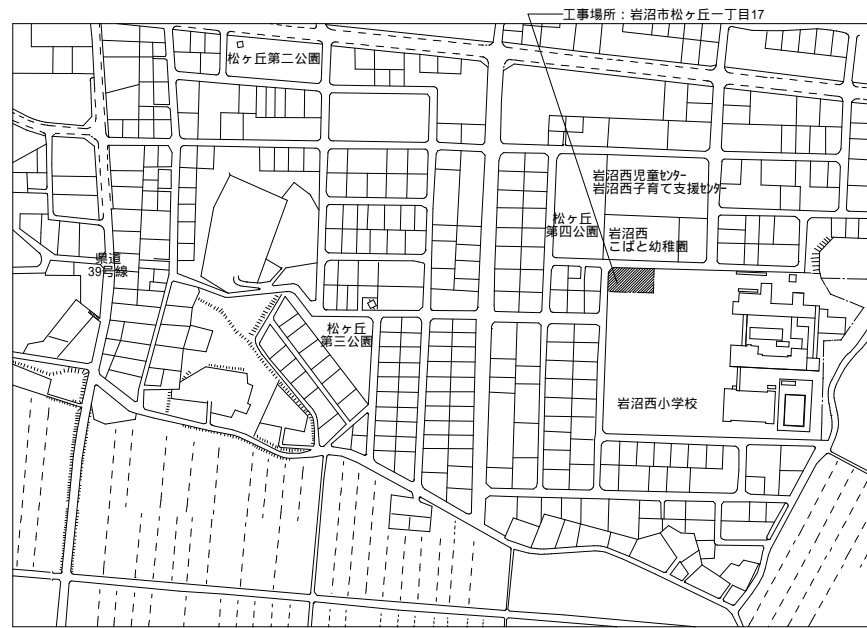 工事場所：岩沼市松ヶ丘一丁目17
松ヶ丘第二公園
岩沼西児童ｾﾝﾀｰ
岩沼西子育て支援ｾﾝﾀｰ
松ヶ丘
第四公園
岩沼西
こばと幼稚園
県道
39号線
松ヶ丘
第三公園
岩沼西小学校